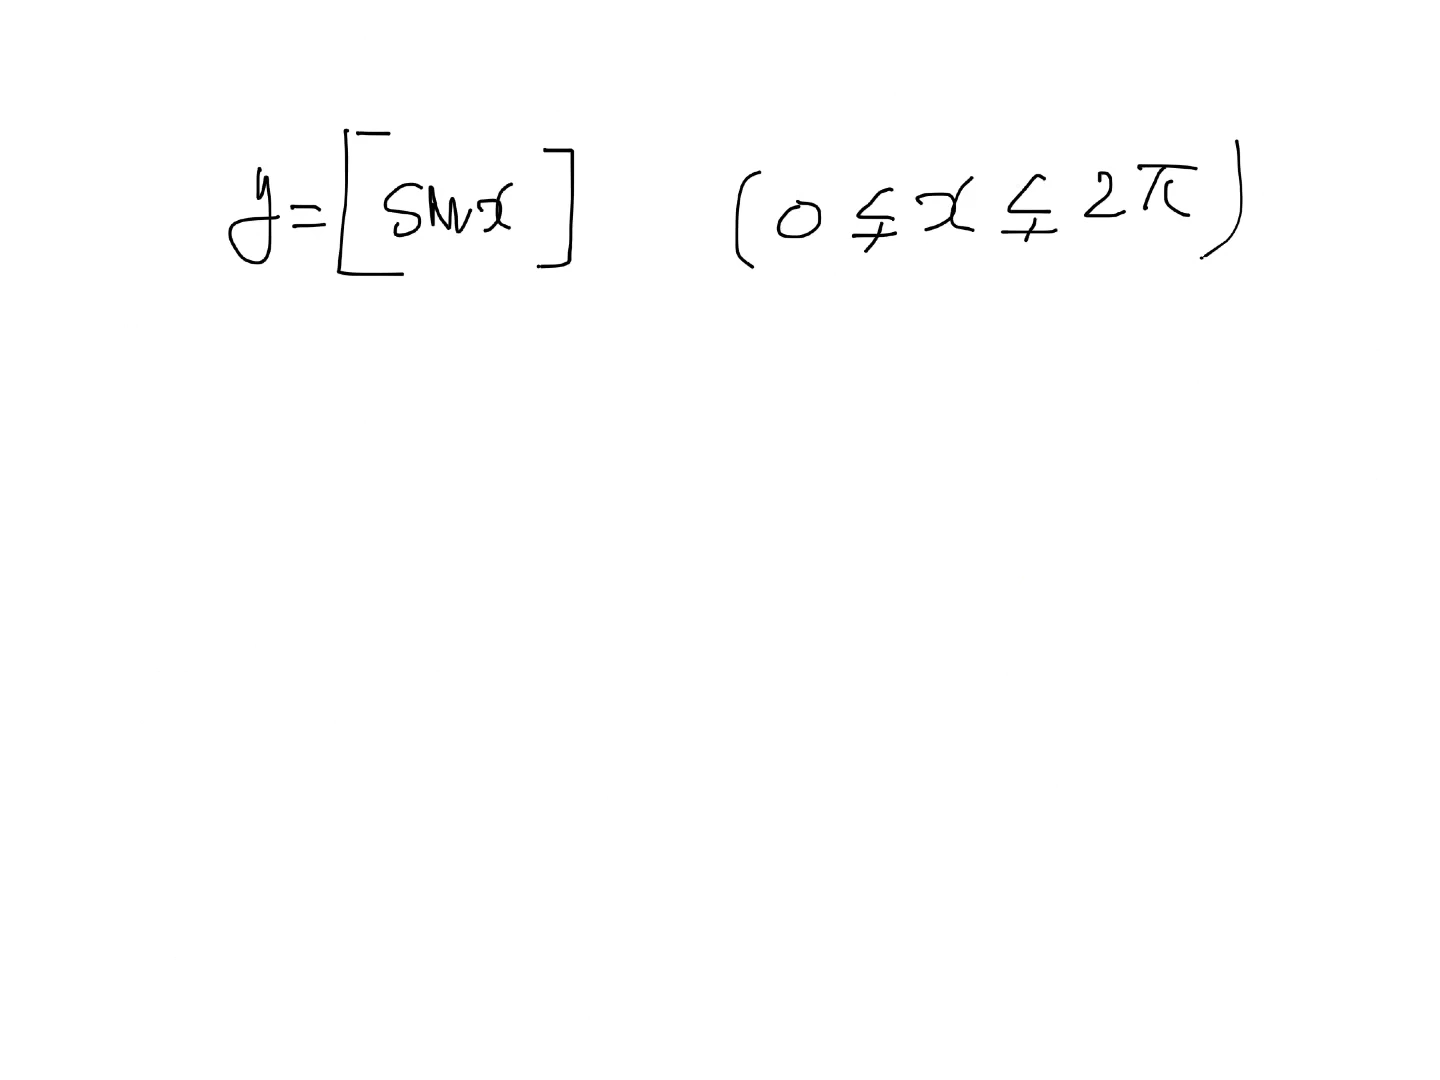 y = [sin x] (0 ≨ x ≨ 2π)